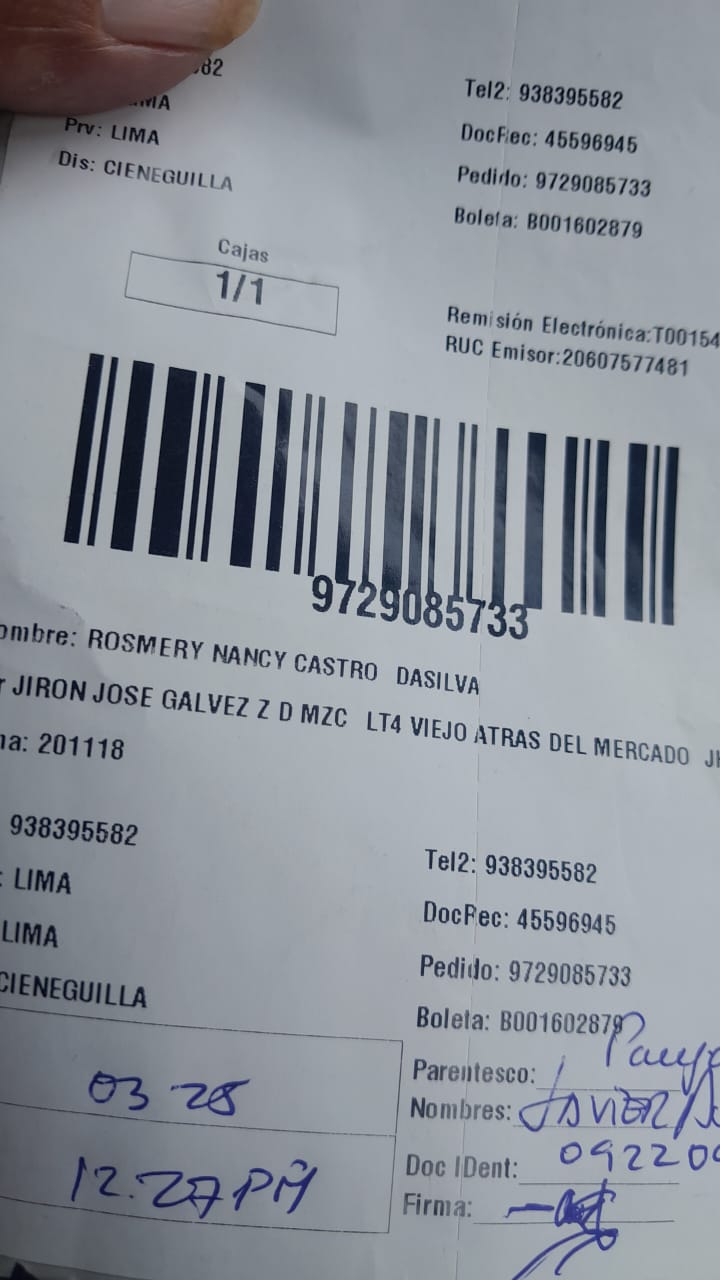 82
Tel2: 938395582
MA
DocRec: 45596945
Prv: LIMA
Pedido: 9729085733
Dis: CIENEGUILLA
Boleta: B001602879
Cajas
1/1
Remisión Electrónica:T00154
RUC Emisor:20607577481
9729085733
ombre: ROSMERY NANCY CASTRO DASILVA
r JIRON JOSE GALVEZ Z D MZC LT4 VIEJO ATRAS DEL MERCADO
na: 201118
938395582
Tel2: 938395582
: LIMA
DocRec: 45596945
LIMA
Pedido: 9729085733
CIENEGUILLA
Boleta: B001602879
Parentesco:
03 28
Nombres: JAVIER
Doc IDent: 092209
12.27 PM
Firma: